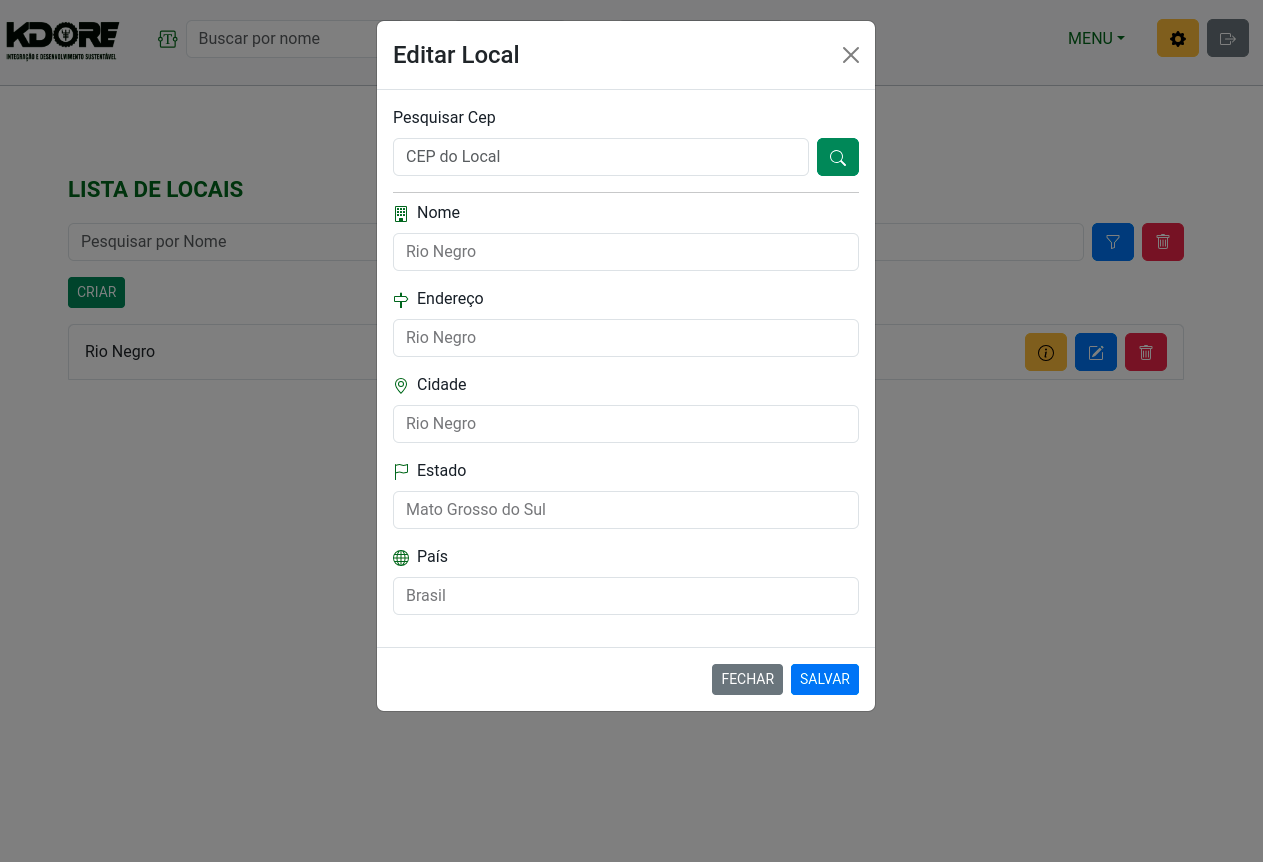 KDORE
INTEGRAÇÃO E DESENVOLVIMENTO SUSTENTÁVEL
Buscar por nome
MENU
Editar Local
Pesquisar Cep
CEP do Local
LISTA DE LOCAIS
Nome
Pesquisar por Nome
Rio Negro
CRIAR
Endereço
Rio Negro
Rio Negro
Cidade
Rio Negro
Estado
Mato Grosso do Sul
País
Brasil
FECHAR
SALVAR